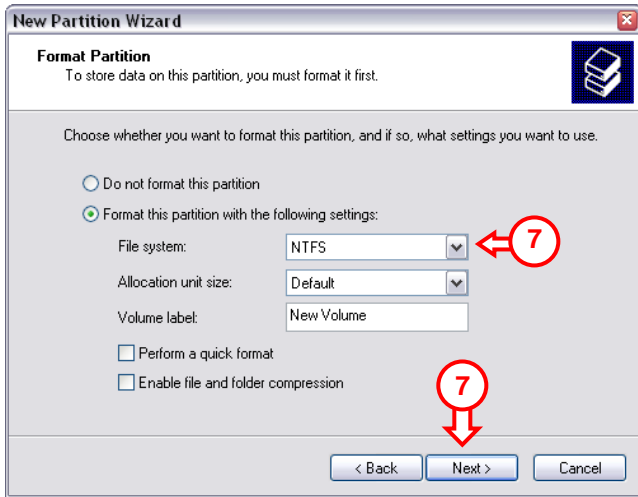 New Partition Wizard
Format Partition
To store data on this partition, you must format it first.
Choose whether you want to format this partition, and if so, what settings you want to use.
Do not format this partition
Format this partition with the following settings:
File system: NTFS 7
Allocation unit size: Default
Volume label: New Volume
Perform a quick format
Enable file and folder compression
7
< Back Next > Cancel